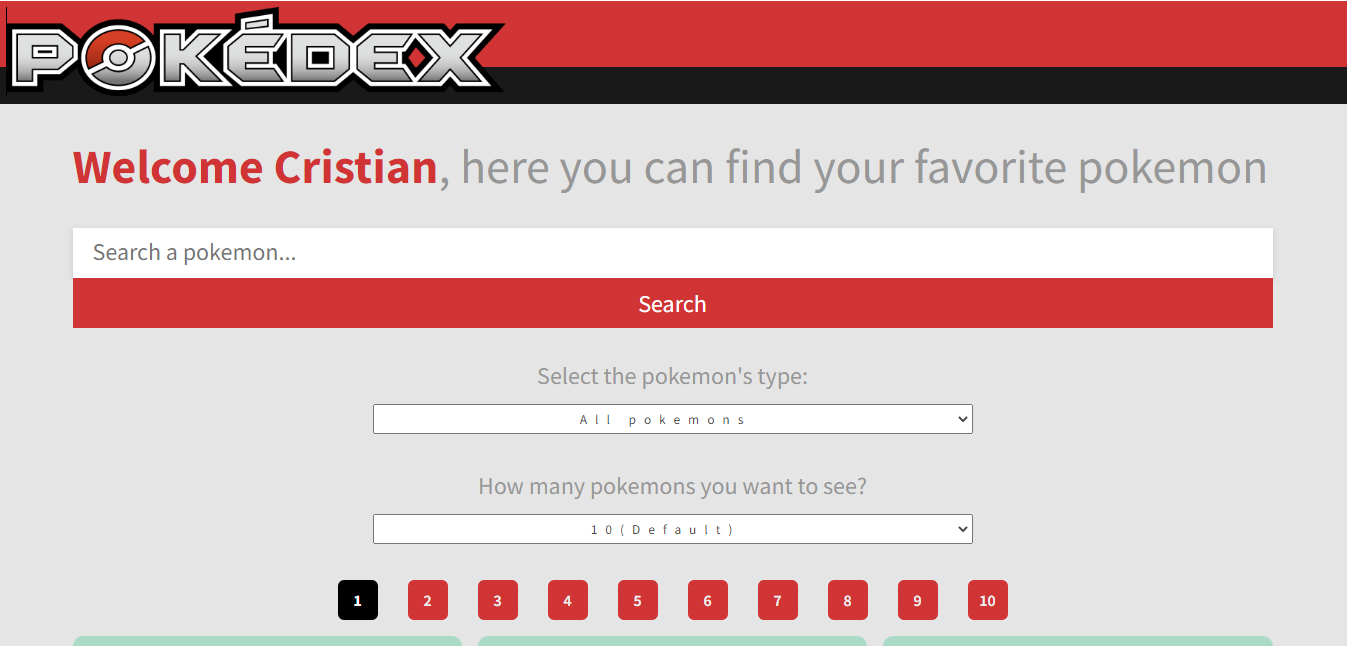 POKÉDEX
Welcome Cristian, here you can find your favorite pokemon
Search a pokemon...
Search
Select the pokemon's type:
All pokemons
How many pokemons you want to see?
10(Default)
1 2 3 4 5 6 7 8 9 10